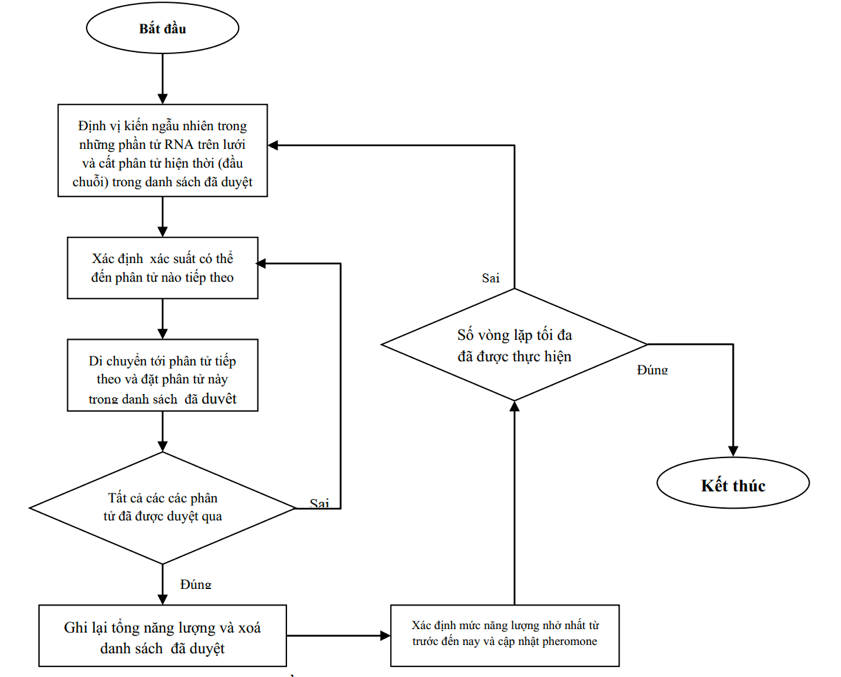 Bắt đầu
Định vị kiến ngẫu nhiên trong
những phần tử RNA trên lưới
và cất phân tử hiện thời (đầu
chuỗi) trong danh sách đã duyệt
Xác định xác suất có thể
đến phân tử nào tiếp theo
Di chuyển tới phân tử tiếp
theo và đặt phân tử này
trong danh sách đã duyệt
Tất cả các các phân
tử đã được duyệt qua
Sai
Đúng
Ghi lại tổng năng lượng và xoá
danh sách đã duyệt
Xác định mức năng lượng nhở nhất từ
trước đến nay và cập nhật pheromone
Số vòng lặp tối đa
đã được thực hiện
Sai
Đúng
Kết thúc